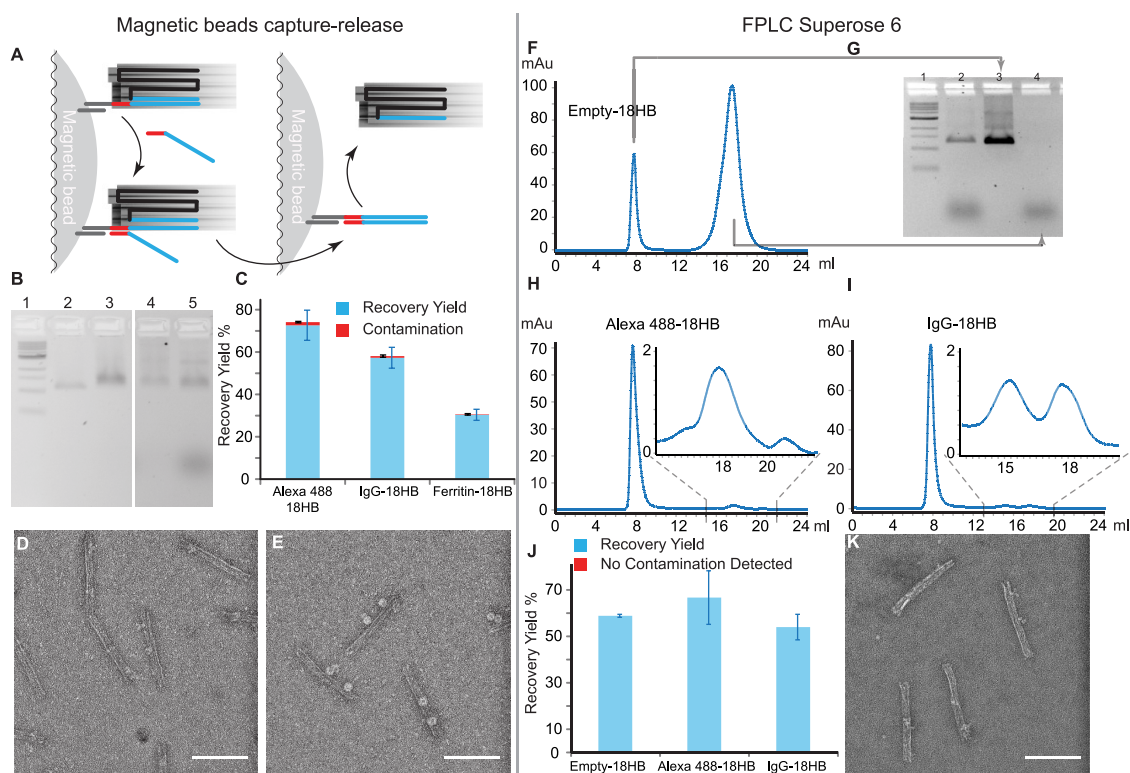 Magnetic beads capture-release
FPLC Superose 6
A
Magnetic bead
Magnetic bead
Magnetic bead
B
1 2 3 4 5
C
Recovery Yield
Contamination
Recovery Yield %
80
60
40
20
0
Alexa 488
18HB
IgG-18HB
Ferritin-18HB
D
E
F
mAu
Empty-18HB
100
80
60
40
20
0
0 4 8 12 16 20 24 ml
G
1 2 3 4
H
mAu
Alexa 488-18HB
70
60
50
40
30
20
10
0
0 4 8 12 16 20 24 ml
2
0
18 20
I
mAu
IgG-18HB
80
60
40
20
0
0 4 8 12 16 20 24 ml
2
0
15 18
J
Recovery Yield
No Contamination Detected
Recovery Yield %
70
60
50
40
30
20
10
0
Empty-18HB
Alexa 488-18HB
IgG-18HB
K